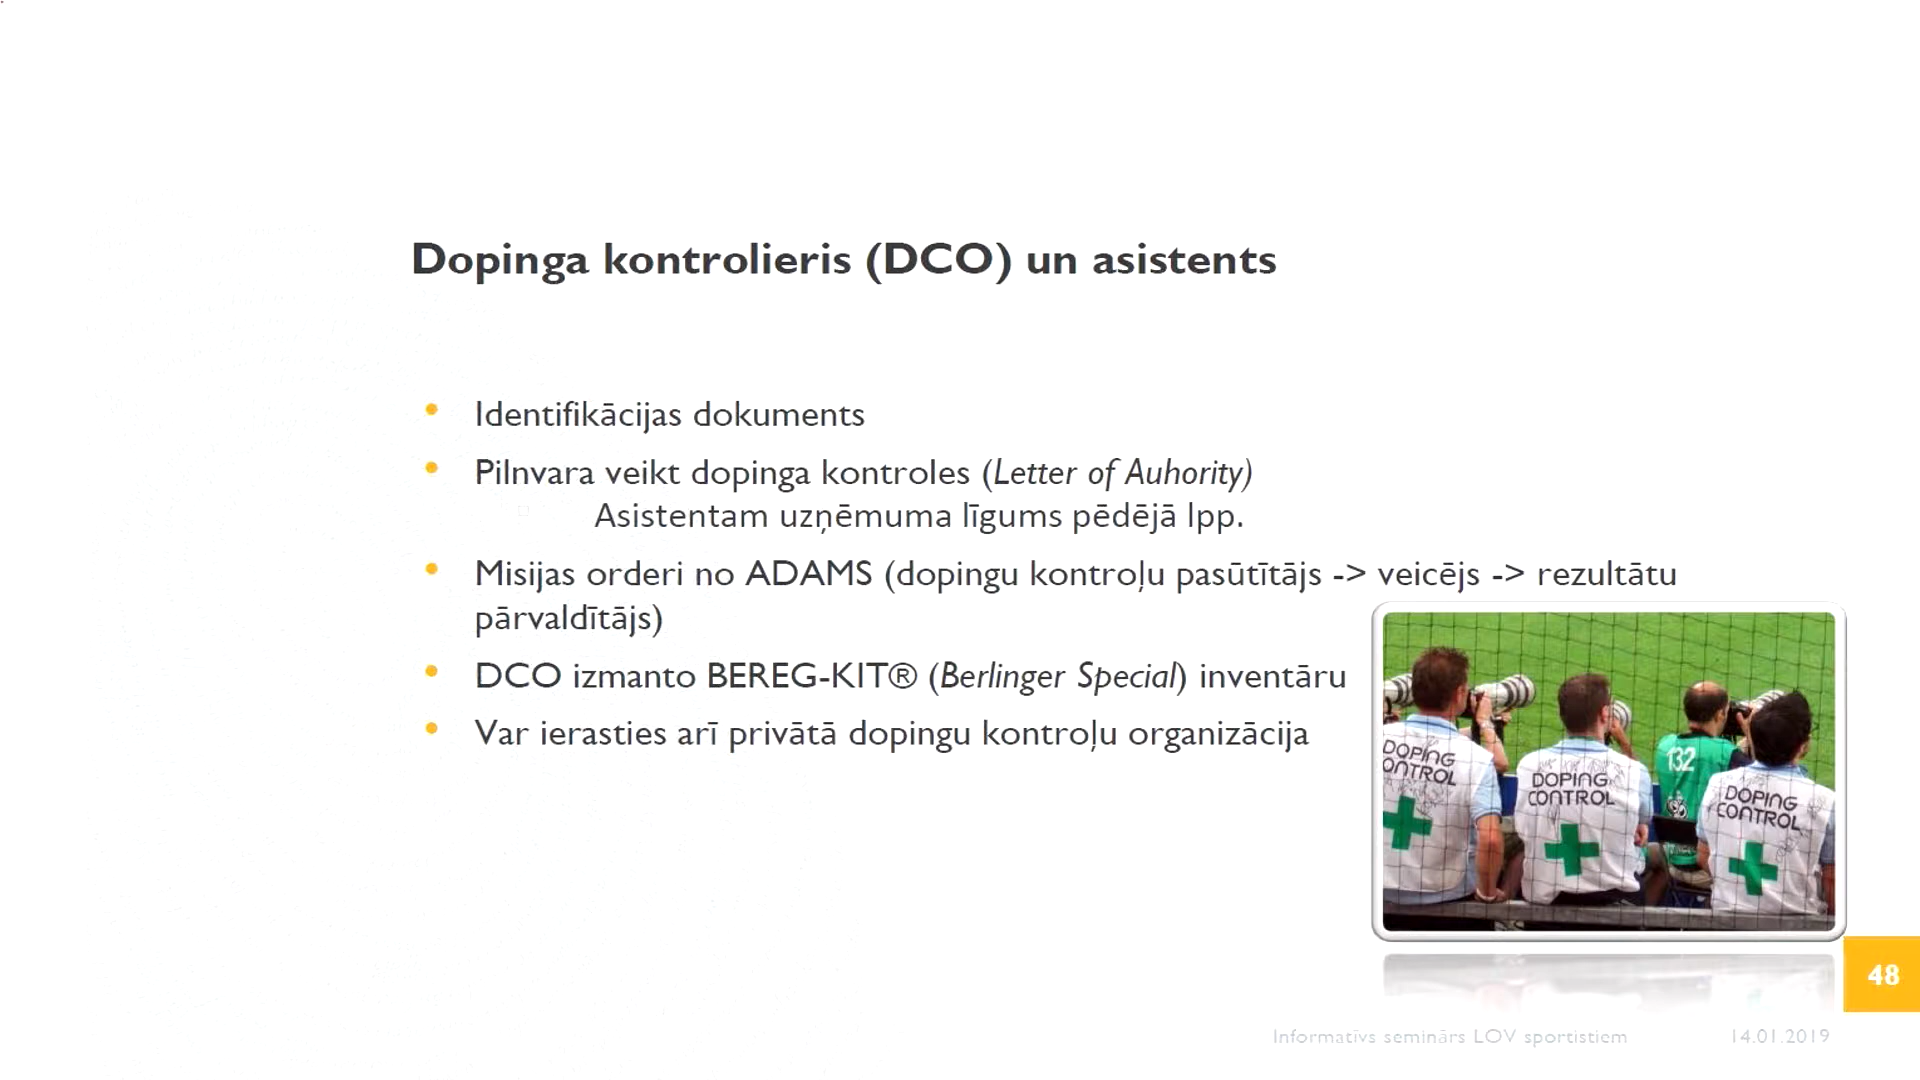 Dopinga kontrolieris (DCO) un asistents
• Identifikācijas dokuments
• Pilnvara veikt dopinga kontroles (Letter of Auhority)
Asistentam uzņēmuma līgums pēdējā lpp.
• Misijas orderi no ADAMS (dopingu kontroļu pasūtītājs -> veicējs -> rezultātu
pārvaldītājs)
• DCO izmanto BEREG-KIT® (Berlinger Special) inventāru
• Var ierasties arī privātā dopingu kontroļu organizācija
DOPING
CONTROL
DOPING
CONTROL
132
DOPING
CONTROL
48
Informatīvs seminārs LOV sportistiem
14.01.2019